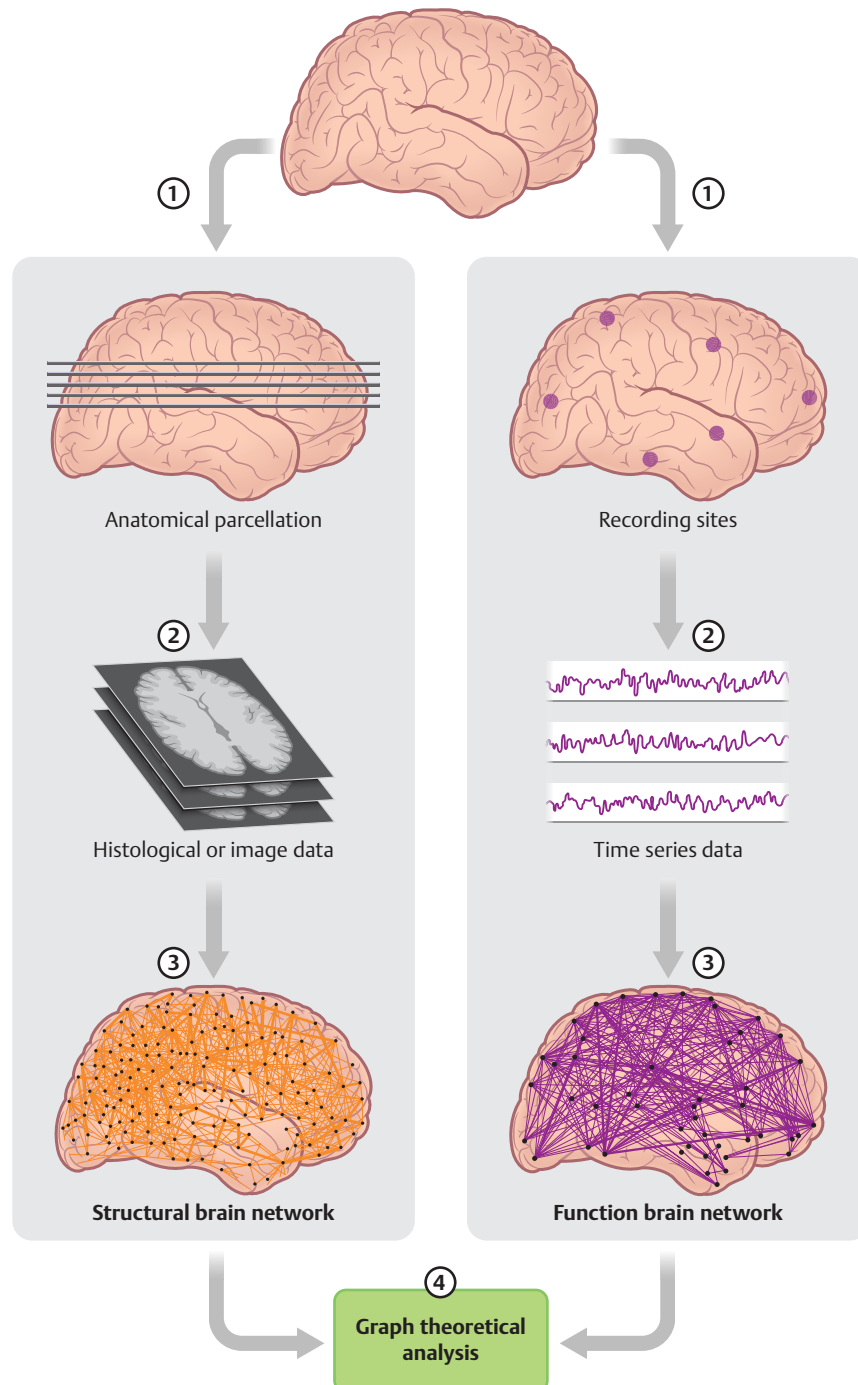 1
1
Anatomical parcellation
Recording sites
2
2
Histological or image data
Time series data
3
3
Structural brain network
Function brain network
4
Graph theoretical
analysis